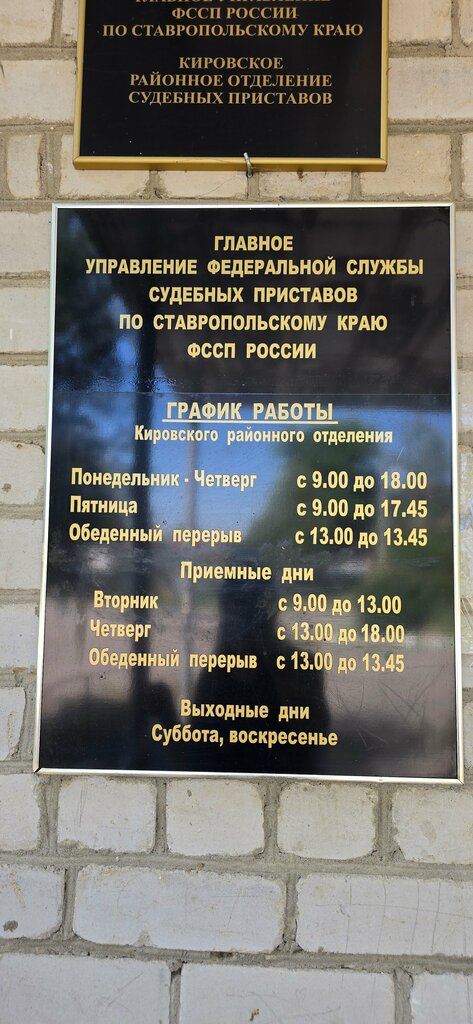 ГЛАВНОЕ УПРАВЛЕНИЕ
ФССП РОССИИ
ПО СТАВРОПОЛЬСКОМУ КРАЮ
КИРОВСКОЕ
РАЙОННОЕ ОТДЕЛЕНИЕ
СУДЕБНЫХ ПРИСТАВОВ
ГЛАВНОЕ
УПРАВЛЕНИЕ ФЕДЕРАЛЬНОЙ СЛУЖБЫ
СУДЕБНЫХ ПРИСТАВОВ
ПО СТАВРОПОЛЬСКОМУ КРАЮ
ФССП РОССИИ
ГРАФИК РАБОТЫ
Кировского районного отделения
Понедельник - Четверг с 9.00 до 18.00
Пятница с 9.00 до 17.45
Обеденный перерыв с 13.00 до 13.45
Приемные дни
Вторник с 9.00 до 13.00
Четверг с 13.00 до 18.00
Обеденный перерыв с 13.00 до 13.45
Выходные дни
Суббота, воскресенье